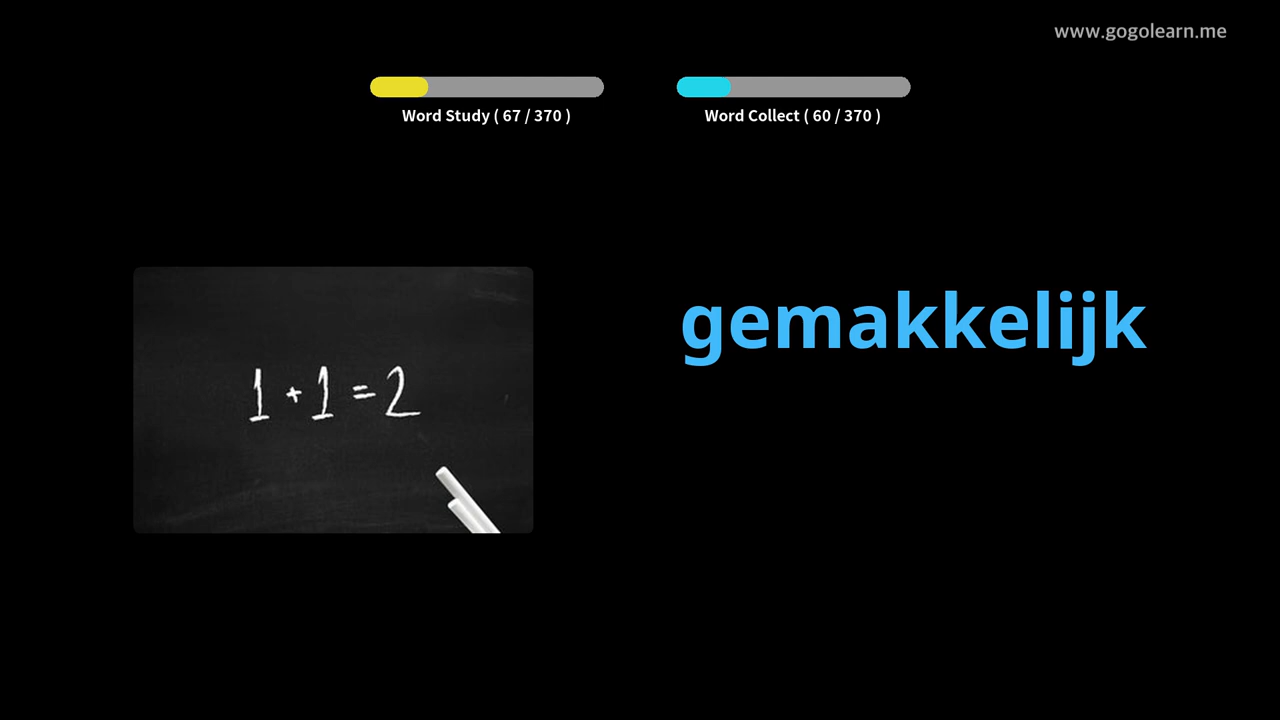 www.gogolearn.me
Word Study ( 67 / 370 )
Word Collect ( 60 / 370 )
gemakkelijk
1 + 1 = 2